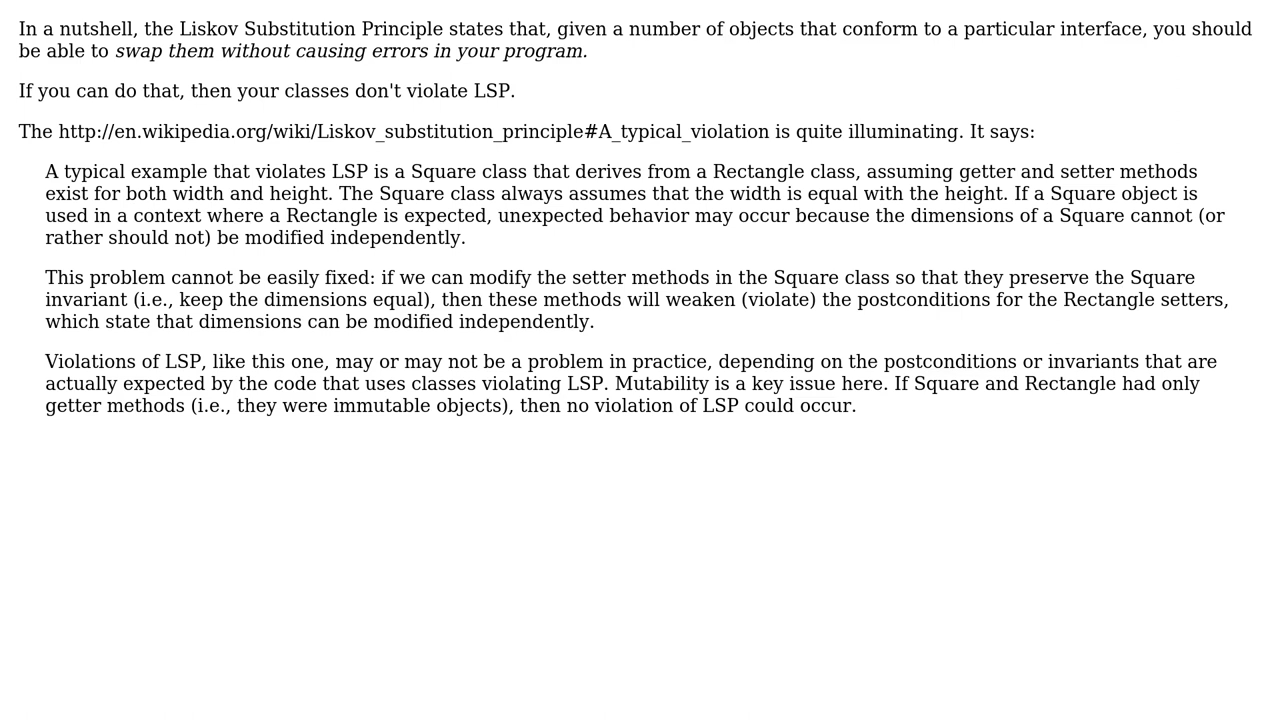 In a nutshell, the Liskov Substitution Principle states that, given a number of objects that conform to a particular interface, you should
be able to swap them without causing errors in your program.
If you can do that, then your classes don't violate LSP.
The http://en.wikipedia.org/wiki/Liskov_substitution_principle#A_typical_violation is quite illuminating. It says:
A typical example that violates LSP is a Square class that derives from a Rectangle class, assuming getter and setter methods
exist for both width and height. The Square class always assumes that the width is equal with the height. If a Square object is
used in a context where a Rectangle is expected, unexpected behavior may occur because the dimensions of a Square cannot (or
rather should not) be modified independently.
This problem cannot be easily fixed: if we can modify the setter methods in the Square class so that they preserve the Square
invariant (i.e., keep the dimensions equal), then these methods will weaken (violate) the postconditions for the Rectangle setters,
which state that dimensions can be modified independently.
Violations of LSP, like this one, may or may not be a problem in practice, depending on the postconditions or invariants that are
actually expected by the code that uses classes violating LSP. Mutability is a key issue here. If Square and Rectangle had only
getter methods (i.e., they were immutable objects), then no violation of LSP could occur.